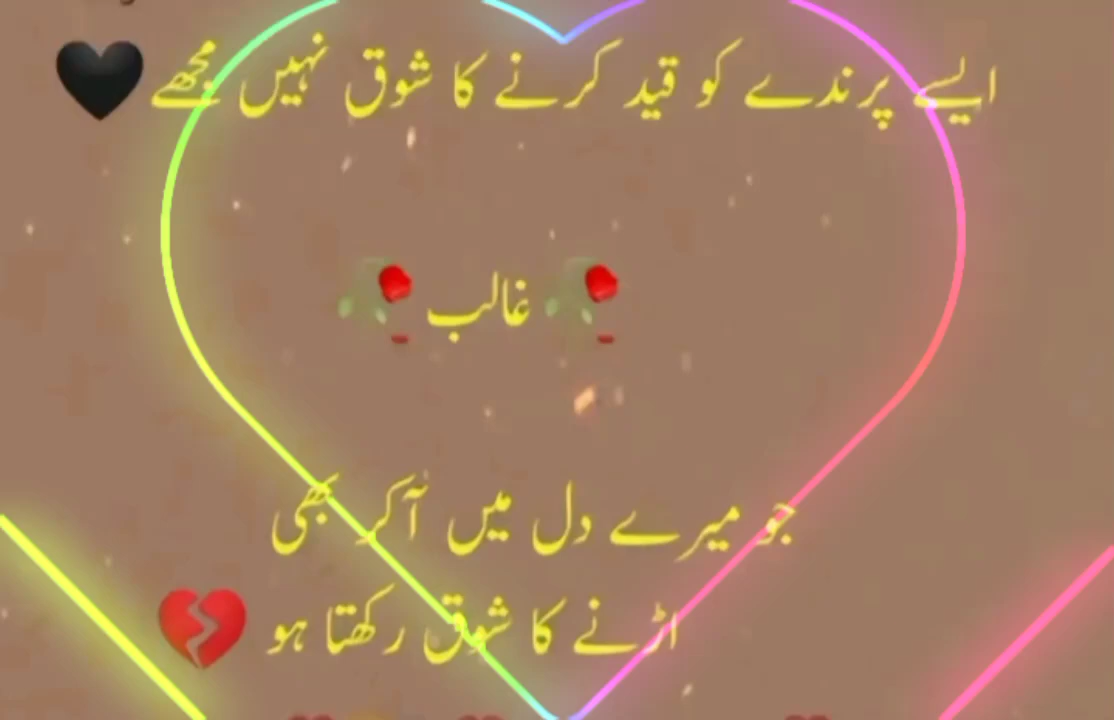 ایسے پرندے کو قید کرنے کا شوق نہیں مجھے 🖤
🥀 غالب 🥀
جو میرے دل میں آکر بھی
اڑنے کا شوق رکھتا ہو 💔